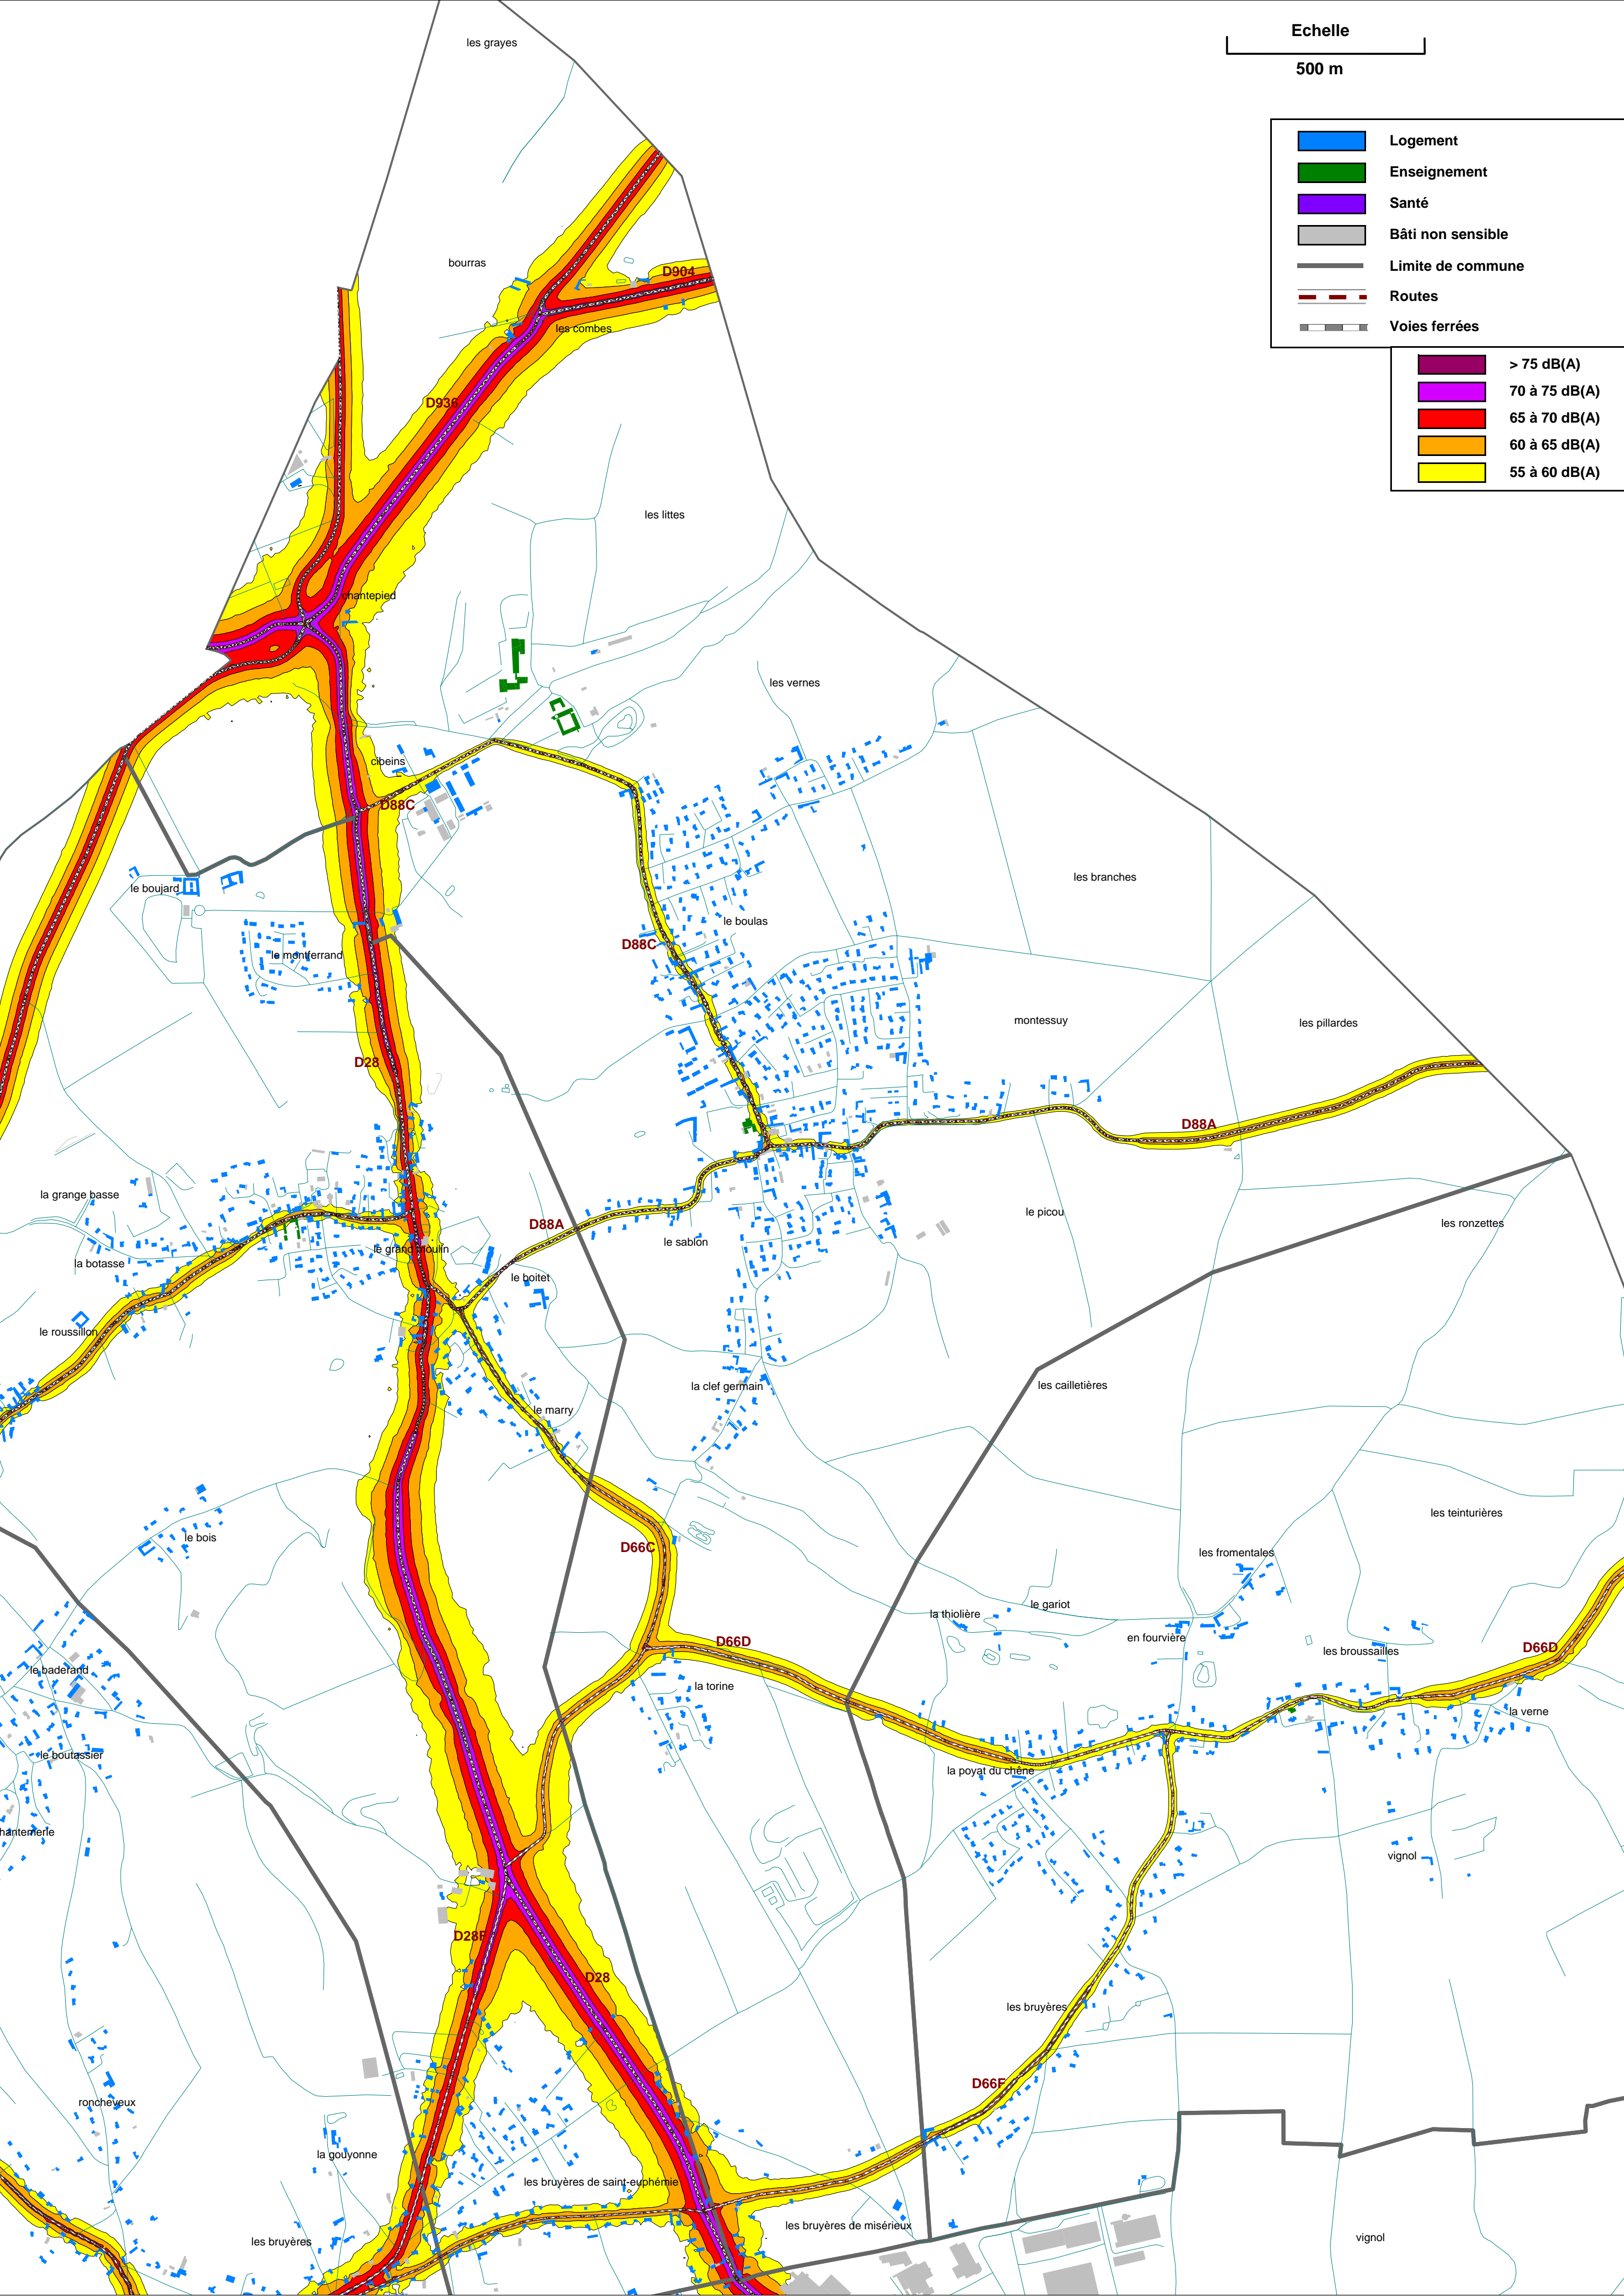 Echelle
500 m
Logement
Enseignement
Santé
Bâti non sensible
Limite de commune
Routes
Voies ferrées
> 75 dB(A)
70 à 75 dB(A)
65 à 70 dB(A)
60 à 65 dB(A)
55 à 60 dB(A)
les grayes
bourras
D904
les combes
D936
les littes
chantepied
les vernes
cibeins
D88C
le boujard
les branches
le boulas
D88C
le montferrand
montessuy
les pillardes
D28
D88A
la grange basse
le picou
les ronzettes
D88A
le sablon
le grand moulin
la botasse
le boitet
le roussillon
les cailletières
la clef germain
le marry
les teinturières
le bois
D66C
les fromentales
le gariot
la thiolière
en fourvière
D66D
D66D
les broussailles
le baderand
la torine
la verne
le boutassier
la poyat du chêne
hantemerle
vignol
D28F
D28
les bruyères
D66F
roncheveux
la gouyonne
les bruyères de saint-euphémie
les bruyères de misérieux
vignol
les bruyères